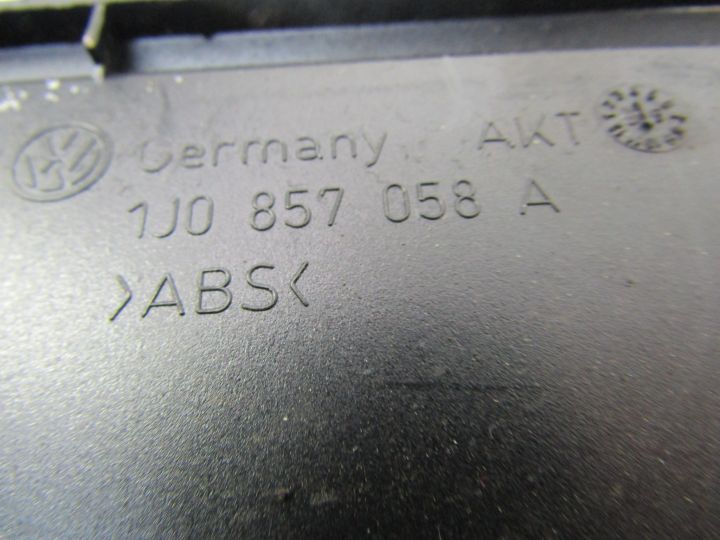 Germany AKT
1J0 857 058 A
>ABS<